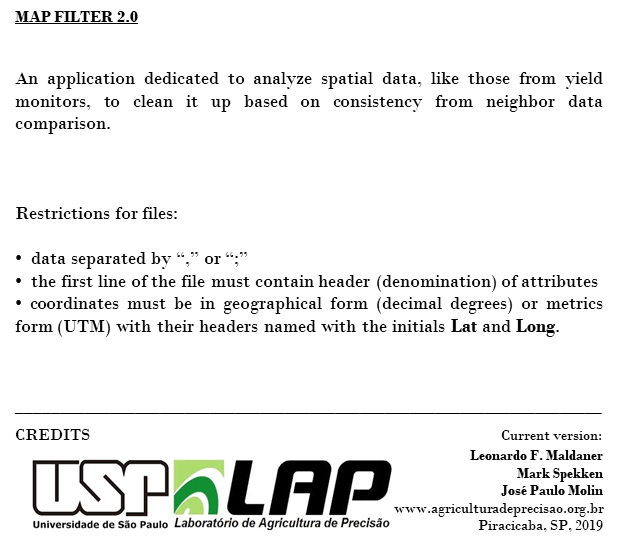 MAP FILTER 2.0
An application dedicated to analyze spatial data, like those from yield
monitors, to clean it up based on consistency from neighbor data
comparison.
Restrictions for files:
• data separated by “,” or “;”
• the first line of the file must contain header (denomination) of attributes
• coordinates must be in geographical form (decimal degrees) or metrics
form (UTM) with their headers named with the initials Lat and Long.
CREDITS
USP
Universidade de São Paulo
LAP
Laboratório de Agricultura de Precisão
Current version:
Leonardo F. Maldaner
Mark Spekken
José Paulo Molin
www.agriculturadeprecisao.org.br
Piracicaba, SP, 2019